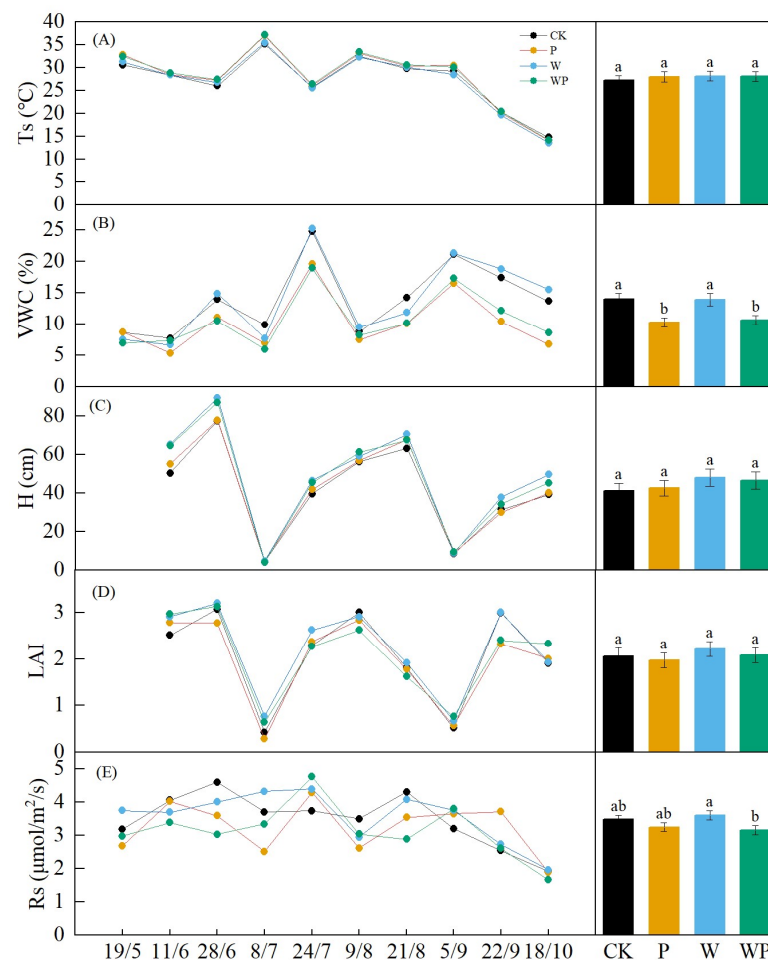 (A)
CK
P
W
WP
Ts (℃)
40
35
30
25
20
15
10
5
0
a a a a
(B)
VWC (%)
25
20
15
10
5
0
a b a b
(C)
H (cm)
80
60
40
20
0
a a a a
(D)
LAI
3
2
1
0
a a a a
(E)
Rs (μmol/m²/s)
5
4
3
2
1
0
ab ab a b
19/5 11/6 28/6 8/7 24/7 9/8 21/8 5/9 22/9 18/10 CK P W WP